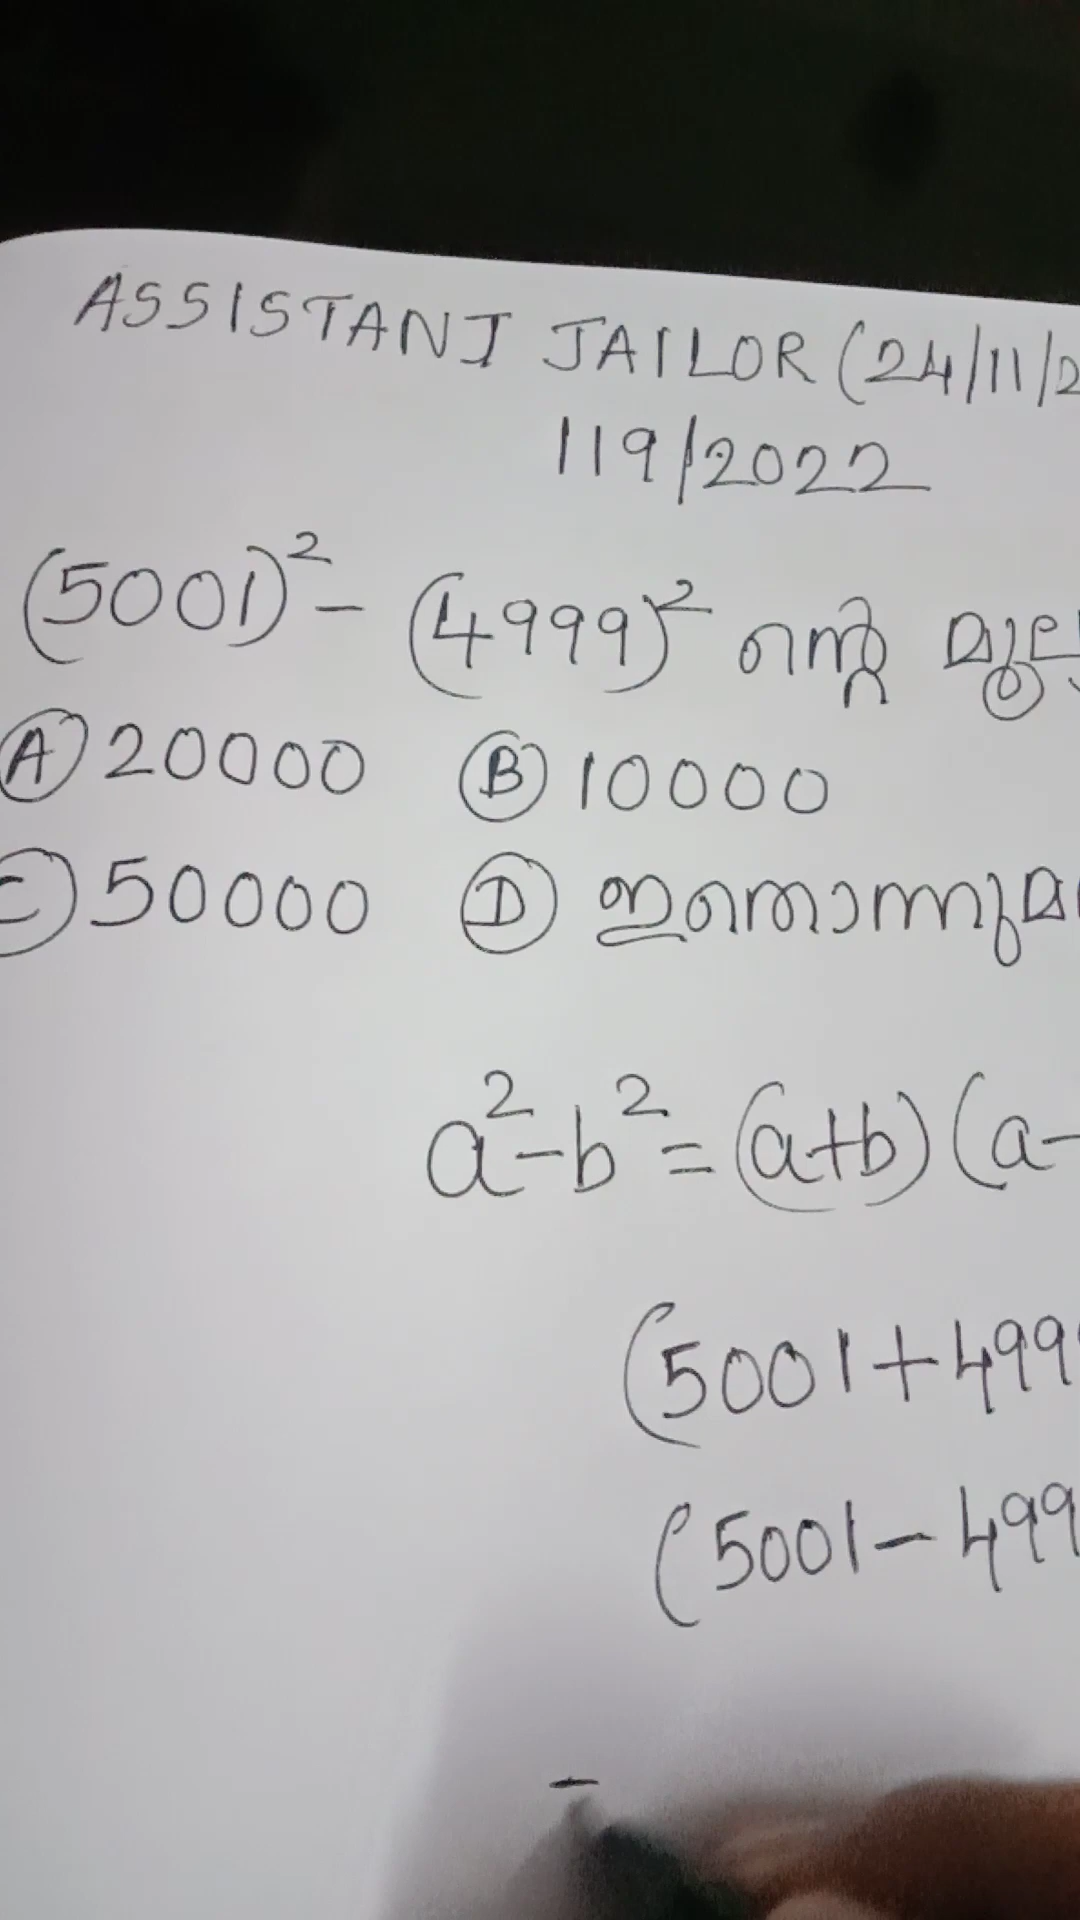 ASSISTANT JAILOR (24/11/2
119/2022
(5001)² - (4999)² ന്റെ
(A) 20000 (B) 10000
(C) 50000 (D)
a² - b² = (a+b) (a-
(5001+499
(5001-499
-